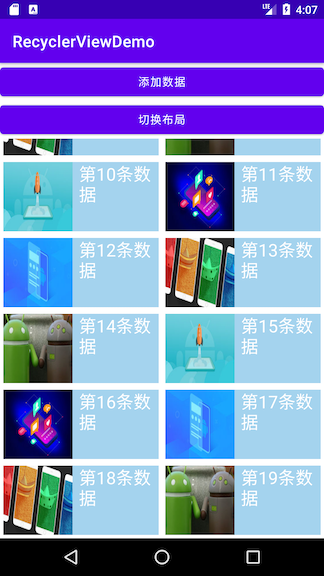 4:07
RecyclerViewDemo
添加数据
切换布局
第10条数
据
第11条数
据
第12条数
据
第13条数
据
第14条数
据
第15条数
据
第16条数
据
第17条数
据
第18条数
据
第19条数
据